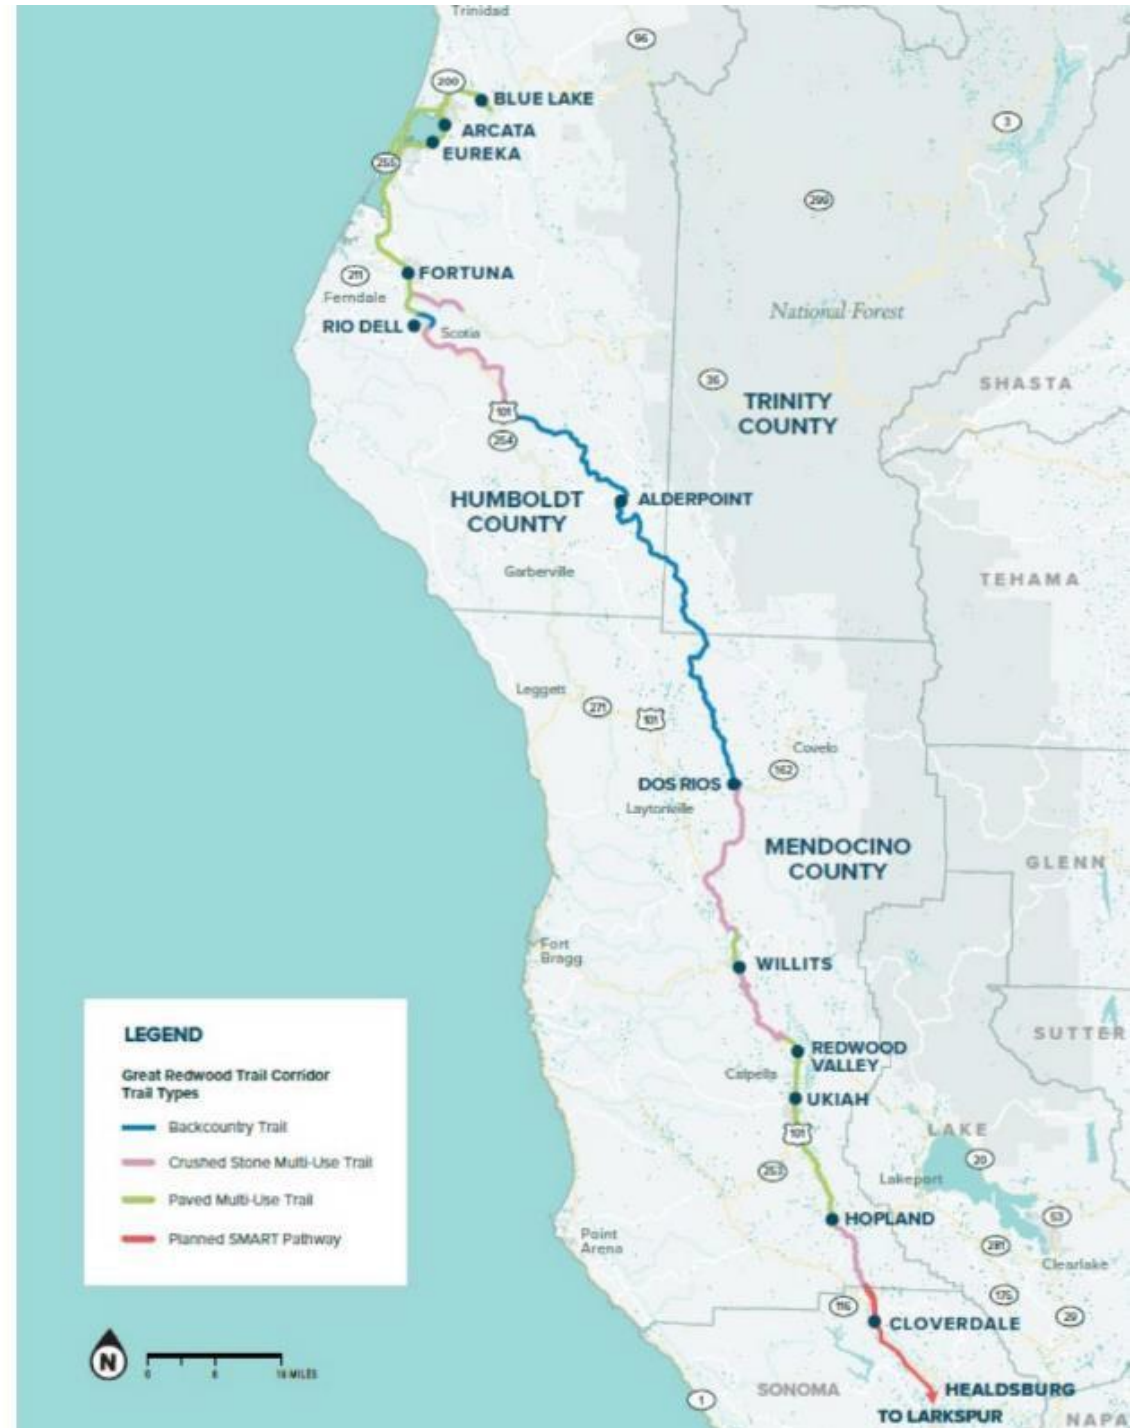 Trinidad
96
200
BLUE LAKE
3
ARCATA
EUREKA
255
299
FORTUNA
211
Ferndale
National Forest
RIO DELL
Scotia
36
SHASTA
TRINITY
COUNTY
101
254
HUMBOLDT
COUNTY
ALDERPOINT
Garberville
TEHAMA
Leggett
271
101
Covelo
162
DOS RIOS
Laytonville
MENDOCINO
COUNTY
GLENN
Fort
Bragg
WILLITS
LEGEND
Great Redwood Trail Corridor
Trail Types
Backcountry Trail
Crushed Stone Multi-Use Trail
Paved Multi-Use Trail
Planned SMART Pathway
SUTTER
REDWOOD
VALLEY
Calpella
UKIAH
101
LAKE
20
253
Lakeport
HOPLAND
53
Point
Arena
281
Clearlake
175
29
CLOVERDALE
N
0
MILES
SONOMA
1
HEALDSBURG
TO LARKSPUR
NAPA